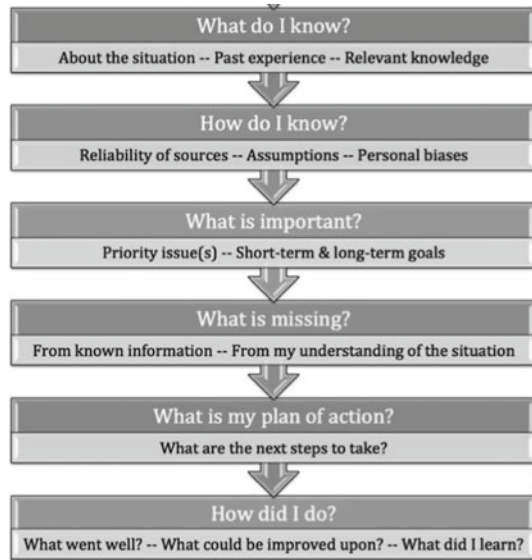 What do I know?
About the situation -- Past experience -- Relevant knowledge
How do I know?
Reliability of sources -- Assumptions -- Personal biases
What is important?
Priority issue(s) -- Short-term & long-term goals
What is missing?
From known information -- From my understanding of the situation
What is my plan of action?
What are the next steps to take?
How did I do?
What went well? -- What could be improved upon? -- What did I learn?